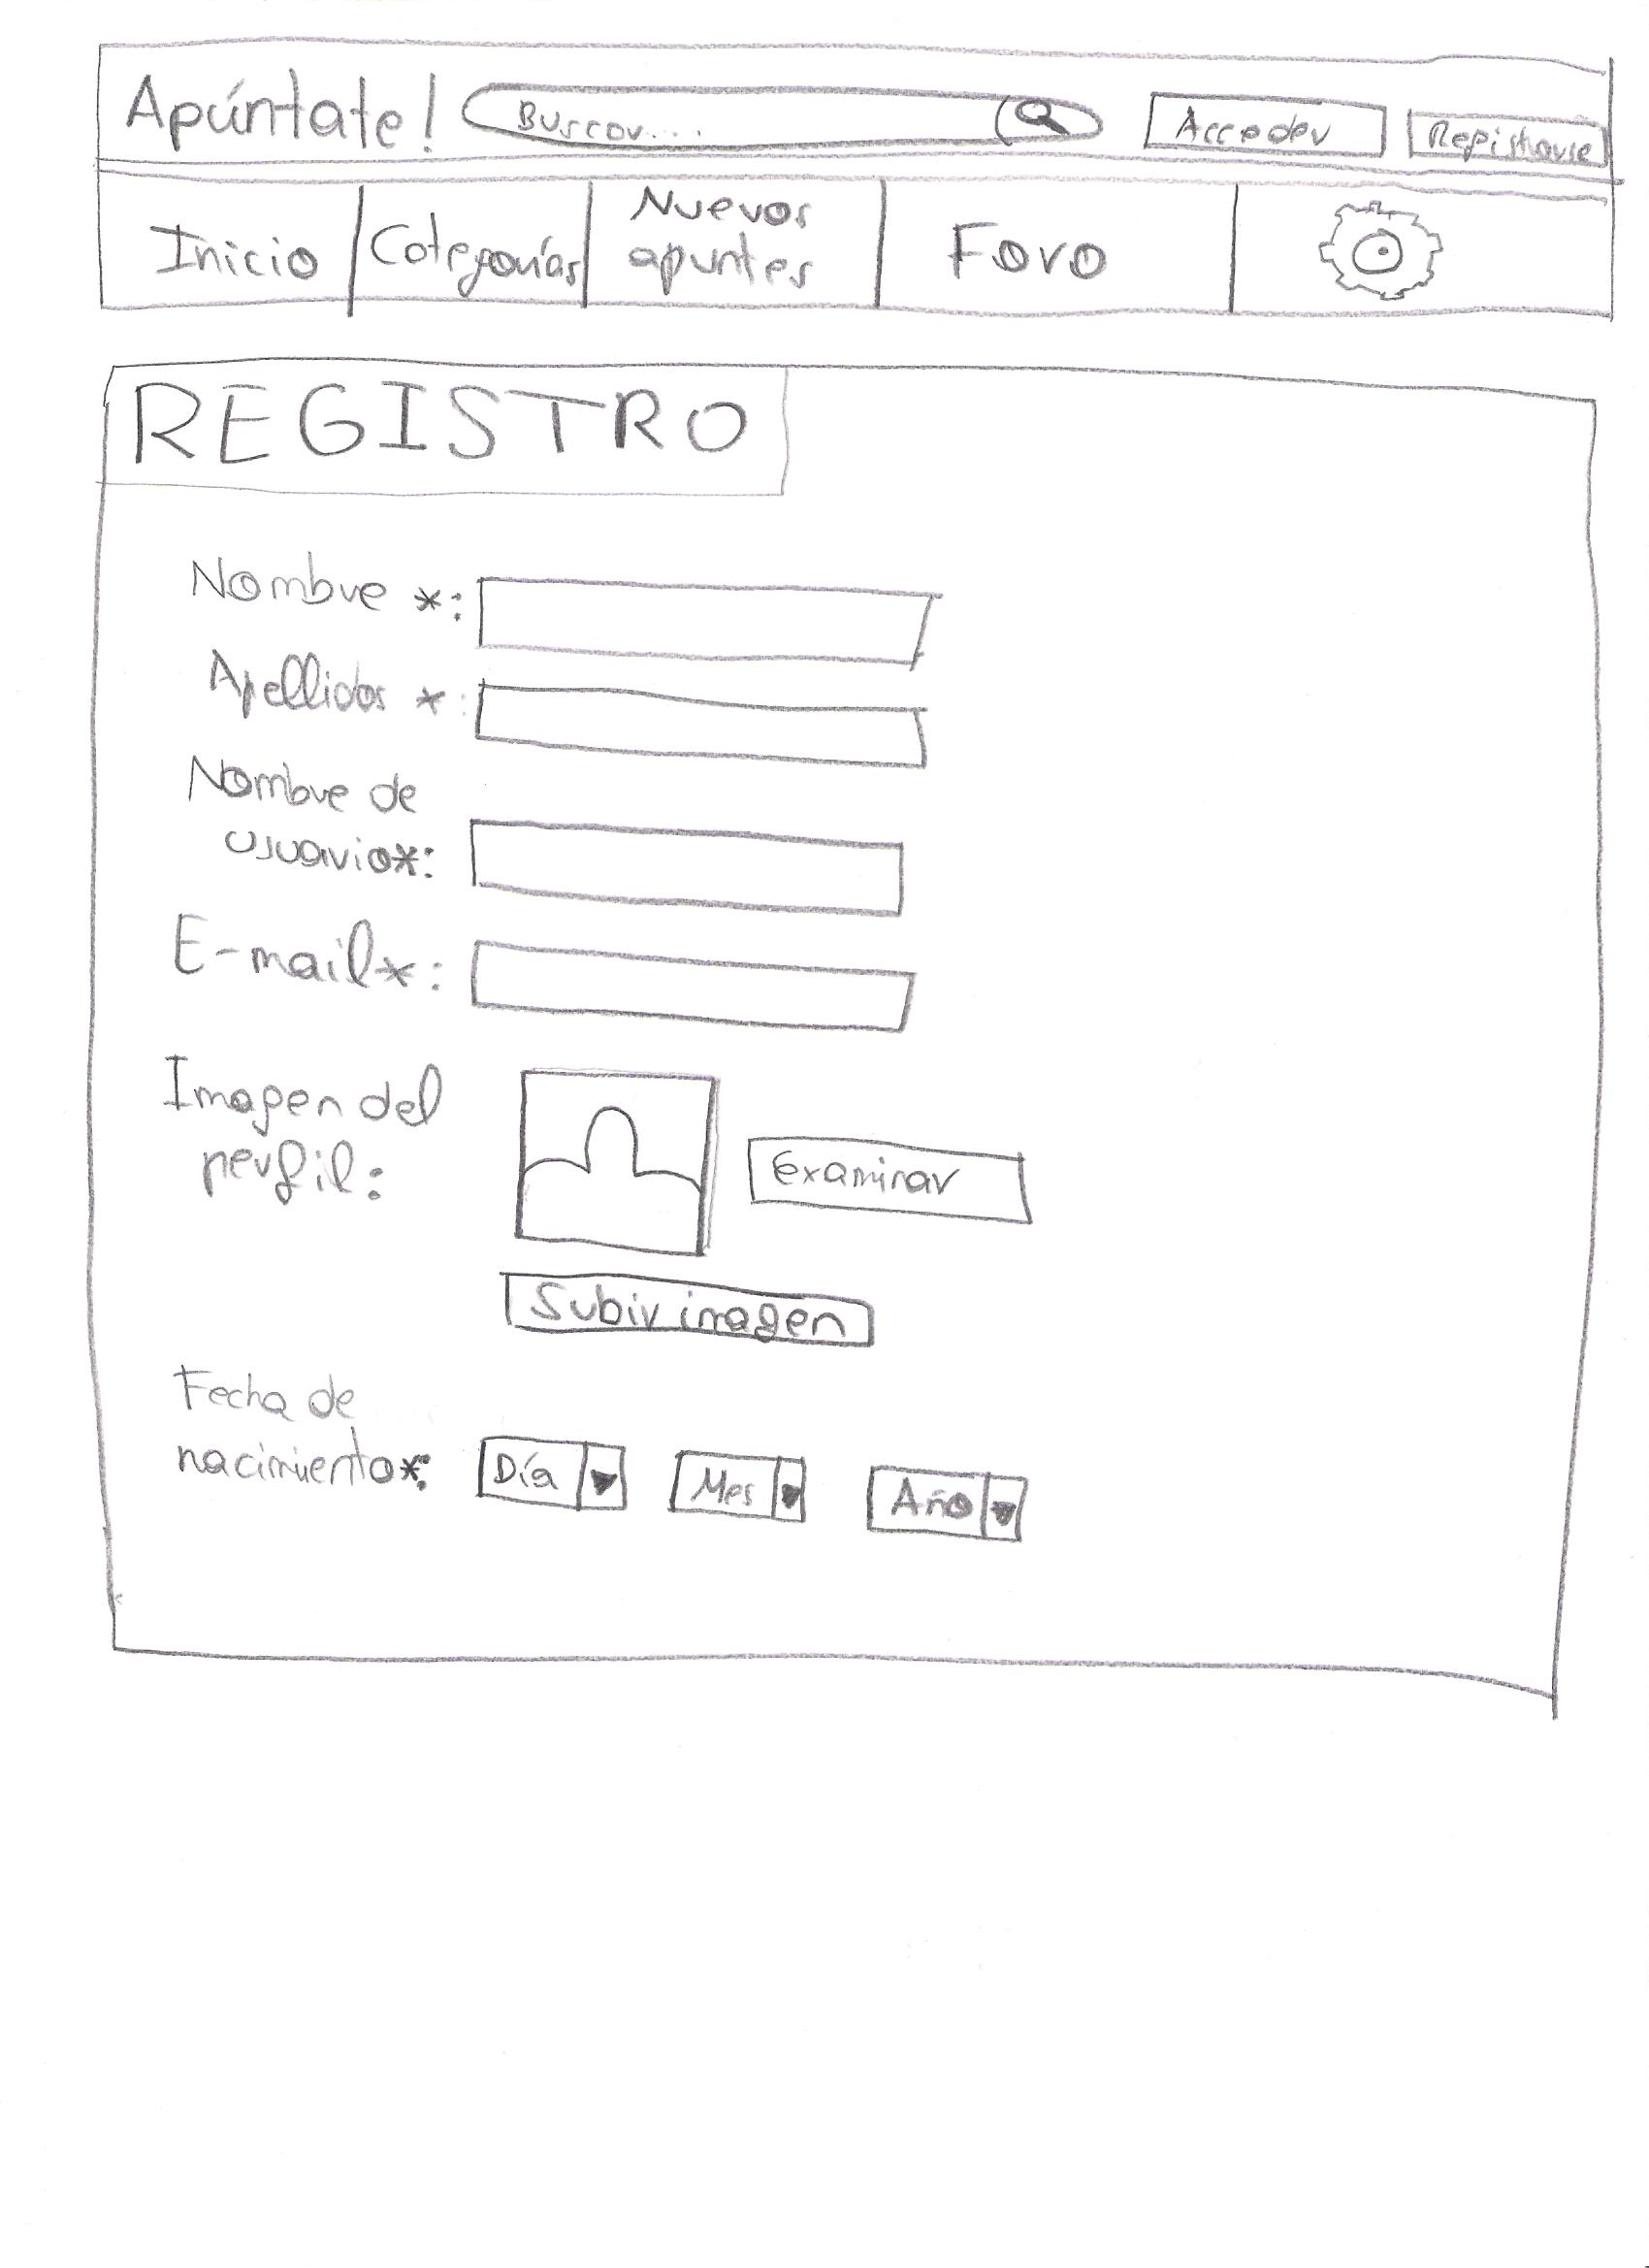 Apúntate!
Buscar....
Acceder
Registrarse
Inicio
Categorías
Nuevos
apuntes
Foro
REGISTRO
Nombre *:
Apellidos *:
Nombre de
usuario*:
E-mail*:
Imagen del
perfil:
Examinar
Subir imagen
Fecha de
nacimiento*:
Día
Mes
Año